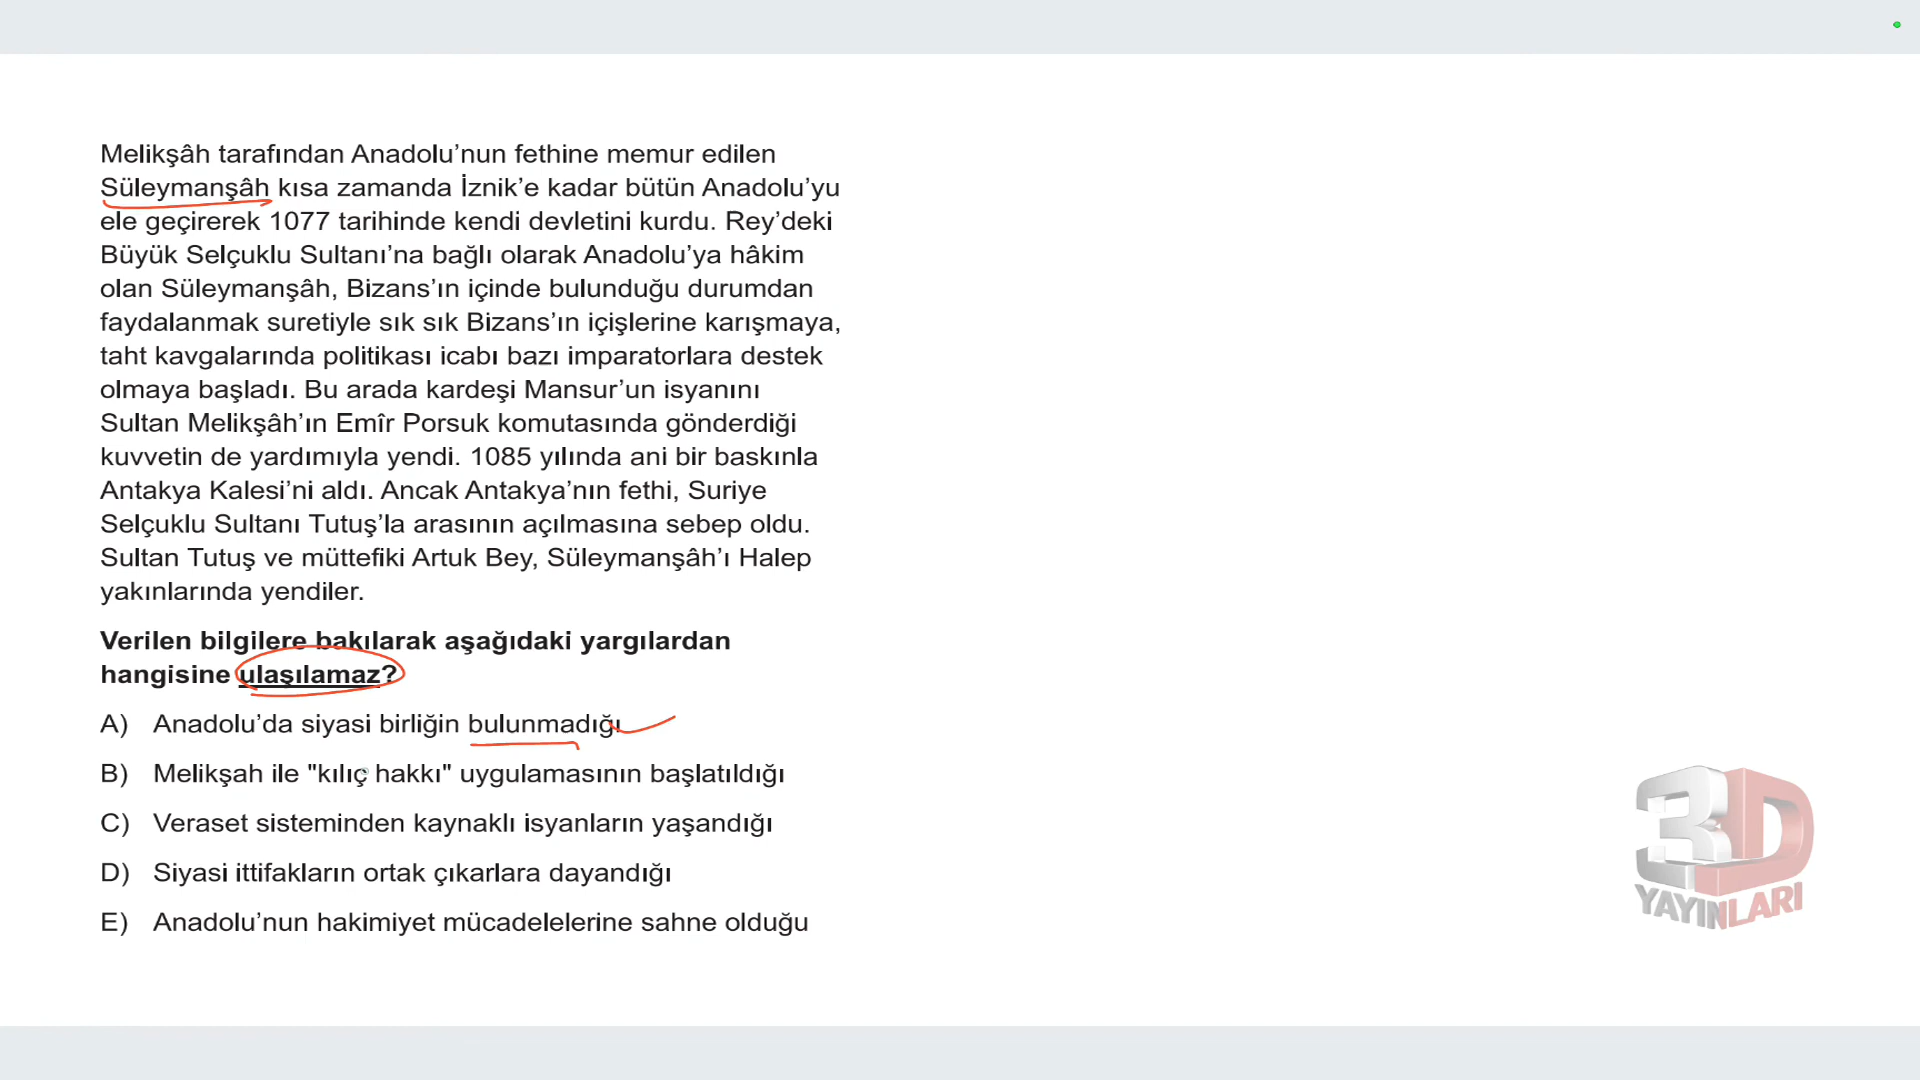 Melikşâh tarafından Anadolu’nun fethine memur edilen
Süleymanşâh kısa zamanda İznik’e kadar bütün Anadolu’yu
ele geçirerek 1077 tarihinde kendi devletini kurdu. Rey’deki
Büyük Selçuklu Sultanı’na bağlı olarak Anadolu’ya hâkim
olan Süleymanşâh, Bizans’ın içinde bulunduğu durumdan
faydalanmak suretiyle sık sık Bizans’ın içişlerine karışmaya,
taht kavgalarında politikası icabı bazı imparatorlara destek
olmaya başladı. Bu arada kardeşi Mansur’un isyanını
Sultan Melikşâh’ın Emîr Porsuk komutasında gönderdiği
kuvvetin de yardımıyla yendi. 1085 yılında ani bir baskınla
Antakya Kalesi’ni aldı. Ancak Antakya’nın fethi, Suriye
Selçuklu Sultanı Tutuş’la arasının açılmasına sebep oldu.
Sultan Tutuş ve müttefiki Artuk Bey, Süleymanşâh’ı Halep
yakınlarında yendiler.
Verilen bilgilere bakılarak aşağıdaki yargılardan
hangisine ulaşılamaz?
A) Anadolu’da siyasi birliğin bulunmadığı
B) Melikşah ile "kılıç hakkı" uygulamasının başlatıldığı
C) Veraset sisteminden kaynaklı isyanların yaşandığı
D) Siyasi ittifakların ortak çıkarlara dayandığı
E) Anadolu’nun hakimiyet mücadelelerine sahne olduğu
3D
YAYINLARI